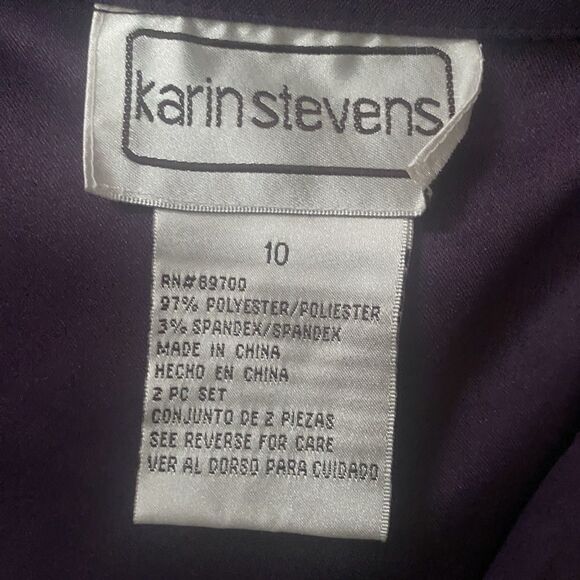 karin stevens
10
RN#89700
97% POLYESTER/POLIESTER
3% SPANDEX/SPANDEX
MADE IN CHINA
HECHO EN CHINA
2 PC SET
CONJUNTO DE 2 PIEZAS
SEE REVERSE FOR CARE
VER AL DORSO PARA CUIDADO